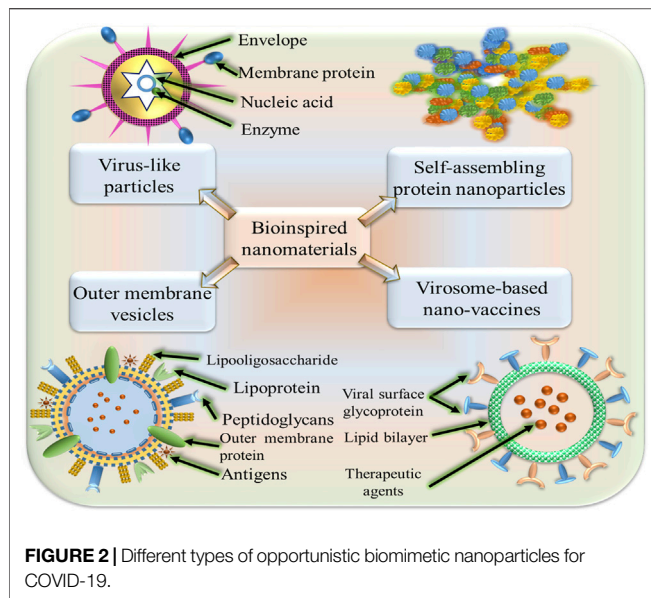 Envelope
Membrane protein
Nucleic acid
Enzyme
Virus-like
particles
Self-assembling
protein nanoparticles
Bioinspired
nanomaterials
Outer membrane
vesicles
Virosome-based
nano-vaccines
Lipooligosaccharide
Lipoprotein
Peptidoglycans
Outer membrane
protein
Antigens
Viral surface
glycoprotein
Lipid bilayer
Therapeutic
agents
FIGURE 2 | Different types of opportunistic biomimetic nanoparticles for
COVID-19.